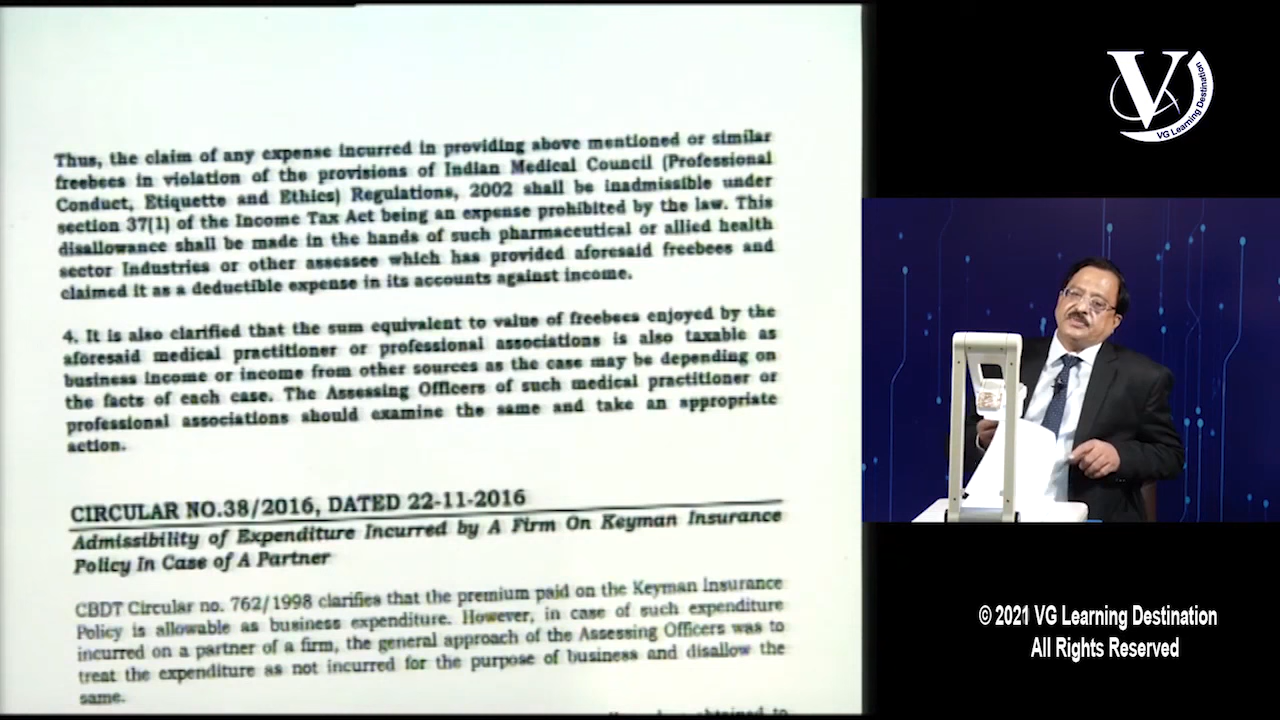 Thus, the claim of any expense incurred in providing above mentioned or similar
freebees in violation of the provisions of Indian Medical Council (Professional
Conduct, Etiquette and Ethics) Regulations, 2002 shall be inadmissible under
section 37(1) of the Income Tax Act being an expense prohibited by the law. This
disallowance shall be made in the hands of such pharmaceutical or allied health
sector Industries or other assessee which has provided aforesaid freebees and
claimed it as a deductible expense in its accounts against income.
4. It is also clarified that the sum equivalent to value of freebees enjoyed by the
aforesaid medical practitioner or professional associations is also taxable as
business income or income from other sources as the case may be depending on
the facts of each case. The Assessing Officers of such medical practitioner or
professional associations should examine the same and take an appropriate
action.
CIRCULAR NO.38/2016, DATED 22-11-2016
Admissibility of Expenditure Incurred by A Firm On Keyman Insurance
Policy In Case of A Partner
CBDT Circular no. 762/1998 clarifies that the premium paid on the Keyman Insurance
Policy is allowable as business expenditure. However, in case of such expenditure
incurred on a partner of a firm, the general approach of the Assessing Officers was to
treat the expenditure as not incurred for the purpose of business and disallow the
same.
V
VG Learning Destination
© 2021 VG Learning Destination
All Rights Reserved